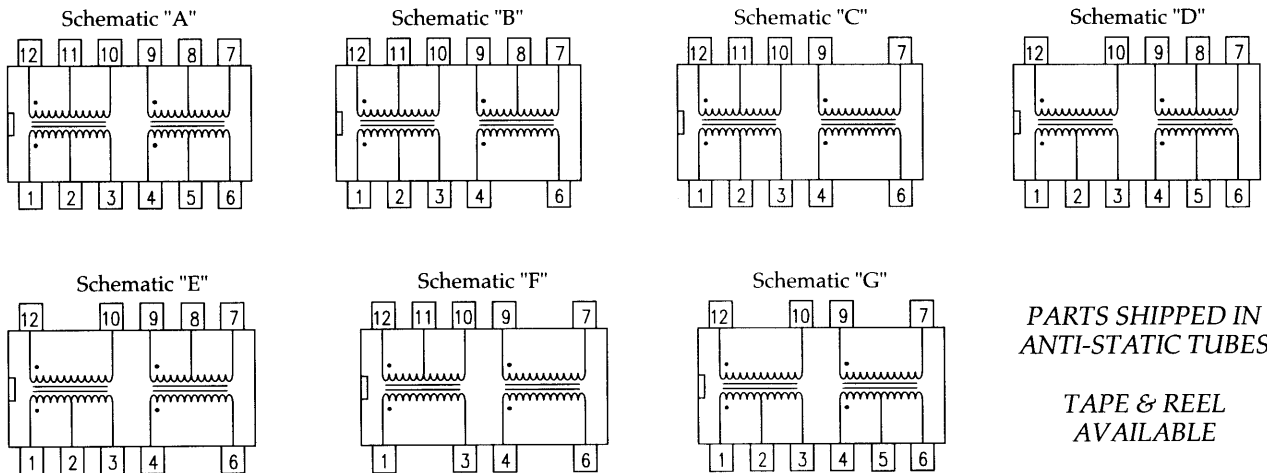 Schematic "A" Schematic "B" Schematic "C" Schematic "D"
12 11 10 9 8 7 12 11 10 9 8 7 12 11 10 9 7 12 10 9 8 7
1 2 3 4 5 6 1 2 3 4 6 1 2 3 4 6 1 2 3 4 5 6
Schematic "E" Schematic "F" Schematic "G"
12 10 9 8 7 12 11 10 9 7 12 10 9 7
1 2 3 4 6 1 3 4 6 1 2 3 4 5 6
PARTS SHIPPED IN
ANTI-STATIC TUBES
TAPE & REEL
AVAILABLE